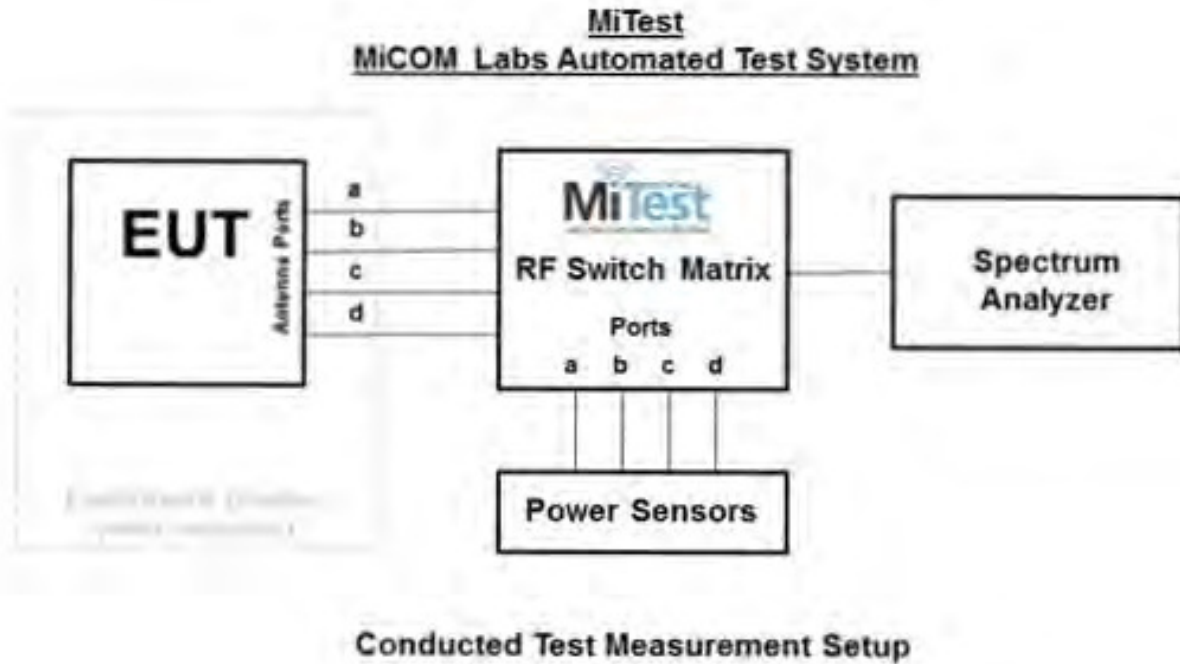 MiTest
MiCOM Labs Automated Test System
EUT
Antenna Ports
a
b
c
d
MiTest
RF Switch Matrix
Ports
a b c d
Spectrum
Analyzer
Power Sensors
Conducted Test Measurement Setup